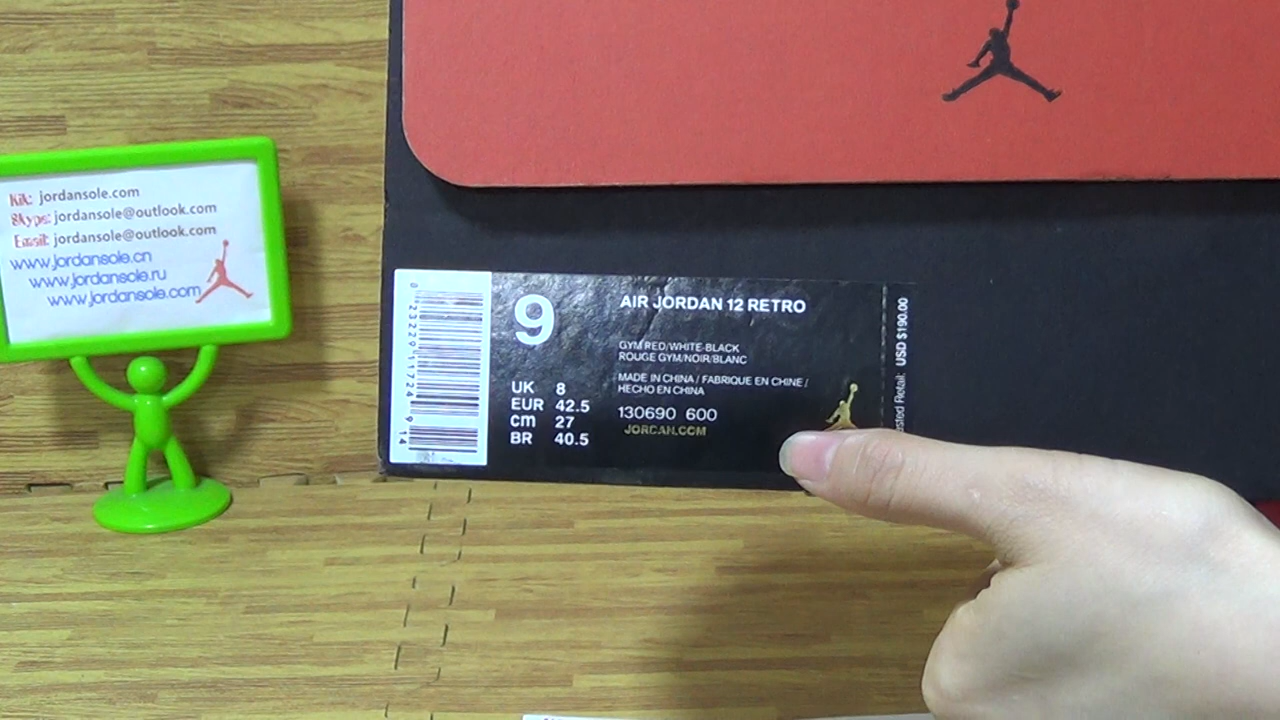 Kik: jordansole.com
Skype: jordansole@outlook.com
Email: jordansole@outlook.com
www.jordansole.cn
www.jordansole.ru
www.jordansole.com
9
UK 8
EUR 42.5
cm 27
BR 40.5
AIR JORDAN 12 RETRO
GYM RED/WHITE-BLACK
ROUGE GYM/NOIR/BLANC
MADE IN CHINA / FABRIQUE EN CHINE /
HECHO EN CHINA
130690 600
JORDAN.COM
Retail: USD $190.00